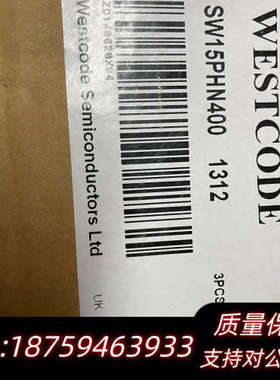 WESTCODE
SW15PHN400 1312
3PCS
Westcode Semiconductors Ltd
UK
质量保
:18759463933
支持对公